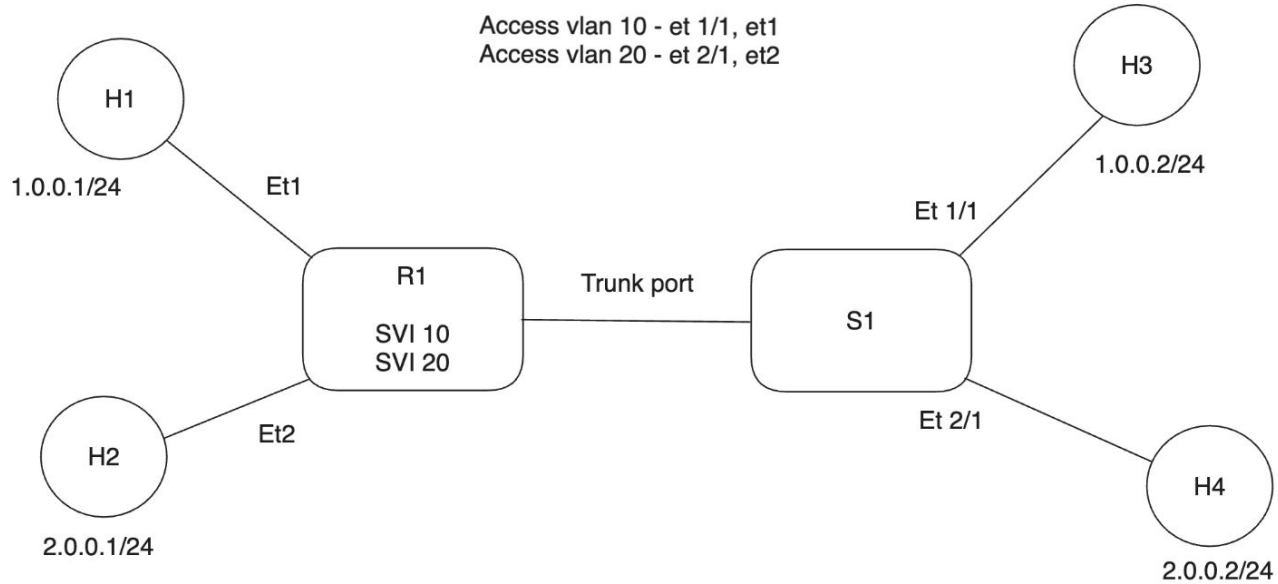 Access vlan 10 - et 1/1, et1
Access vlan 20 - et 2/1, et2
H1
H3
1.0.0.1/24
1.0.0.2/24
Et1
Et 1/1
R1
SVI 10
SVI 20
Trunk port
S1
Et2
Et 2/1
H2
H4
2.0.0.1/24
2.0.0.2/24